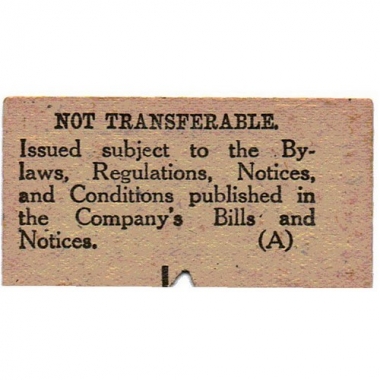 NOT TRANSFERABLE.
Issued subject to the By-
laws, Regulations, Notices,
and Conditions published in
the Company's Bills and
Notices. (A)